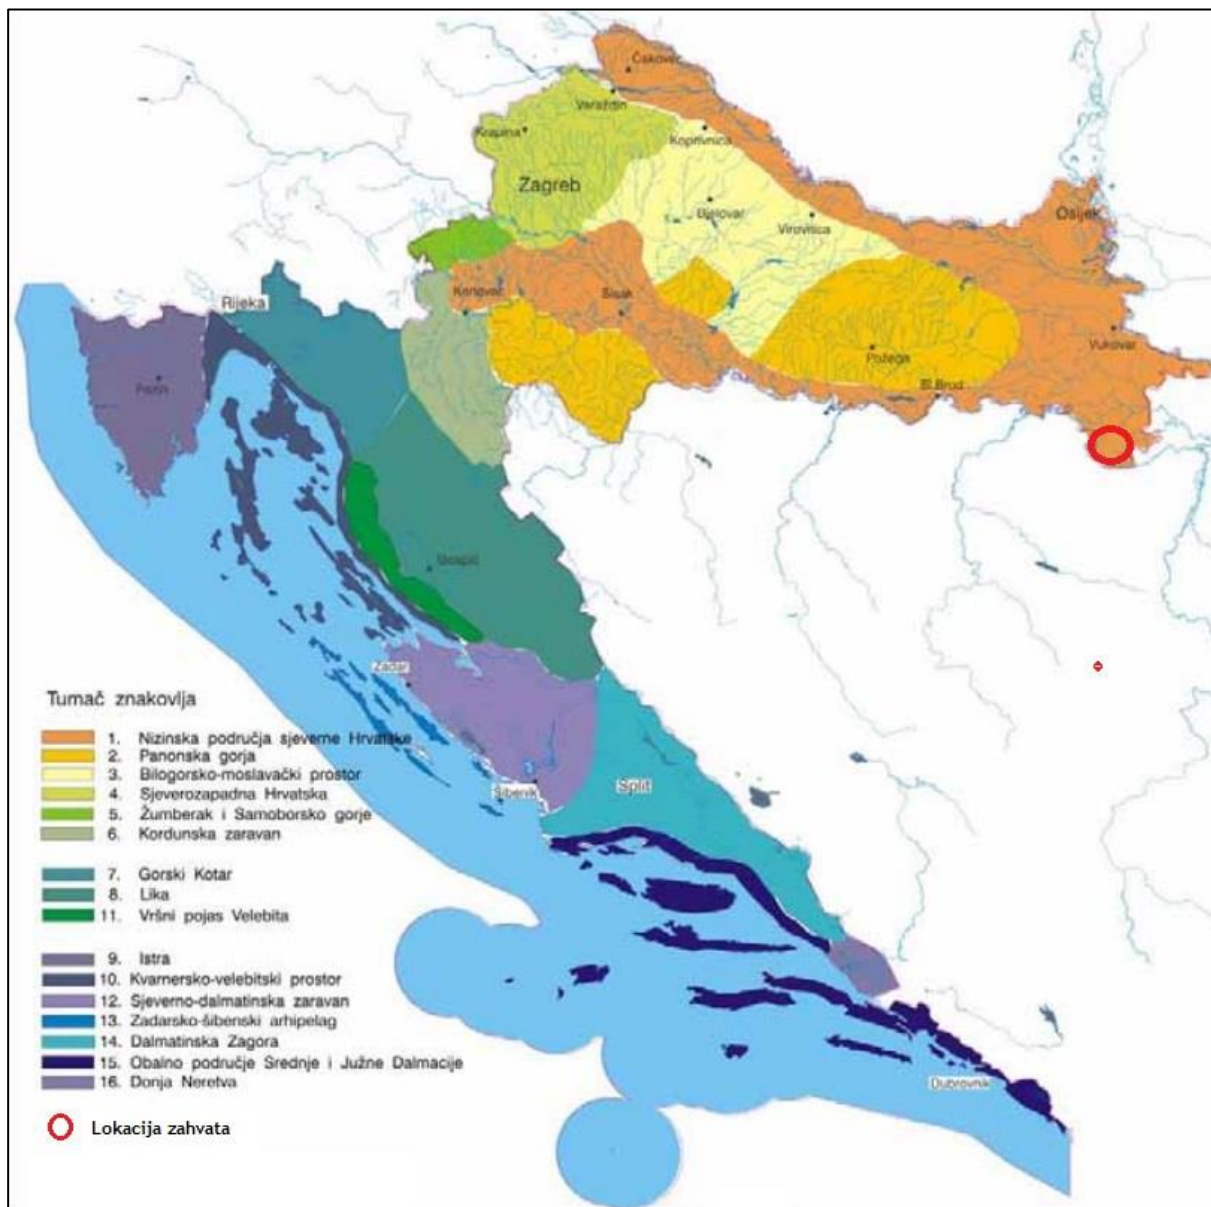 Čakovec
Varaždin
Krapina
Koprivnica
Zagreb
Bjelovar
Virovitica
Osijek
Karlovac
Sisak
Rijeka
Vukovar
Požega
Sl.Brod
Pazin
Gospić
Zadar
Šibenik
Split
Dubrovnik
Tumač znakovlja
1. Nizinska područja sjeverne Hrvatske
2. Panonska gorja
3. Bilogorsko-moslavački prostor
4. Sjeverozapadna Hrvatska
5. Žumberak i Samoborsko gorje
6. Kordunska zaravan
7. Gorski Kotar
8. Lika
11. Vršni pojas Velebita
9. Istra
10. Kvarnersko-velebitski prostor
12. Sjeverno-dalmatinska zaravan
13. Zadarsko-šibenski arhipelag
14. Dalmatinska Zagora
15. Obalno područje Srednje i Južne Dalmacije
16. Donja Neretva
Lokacija zahvata